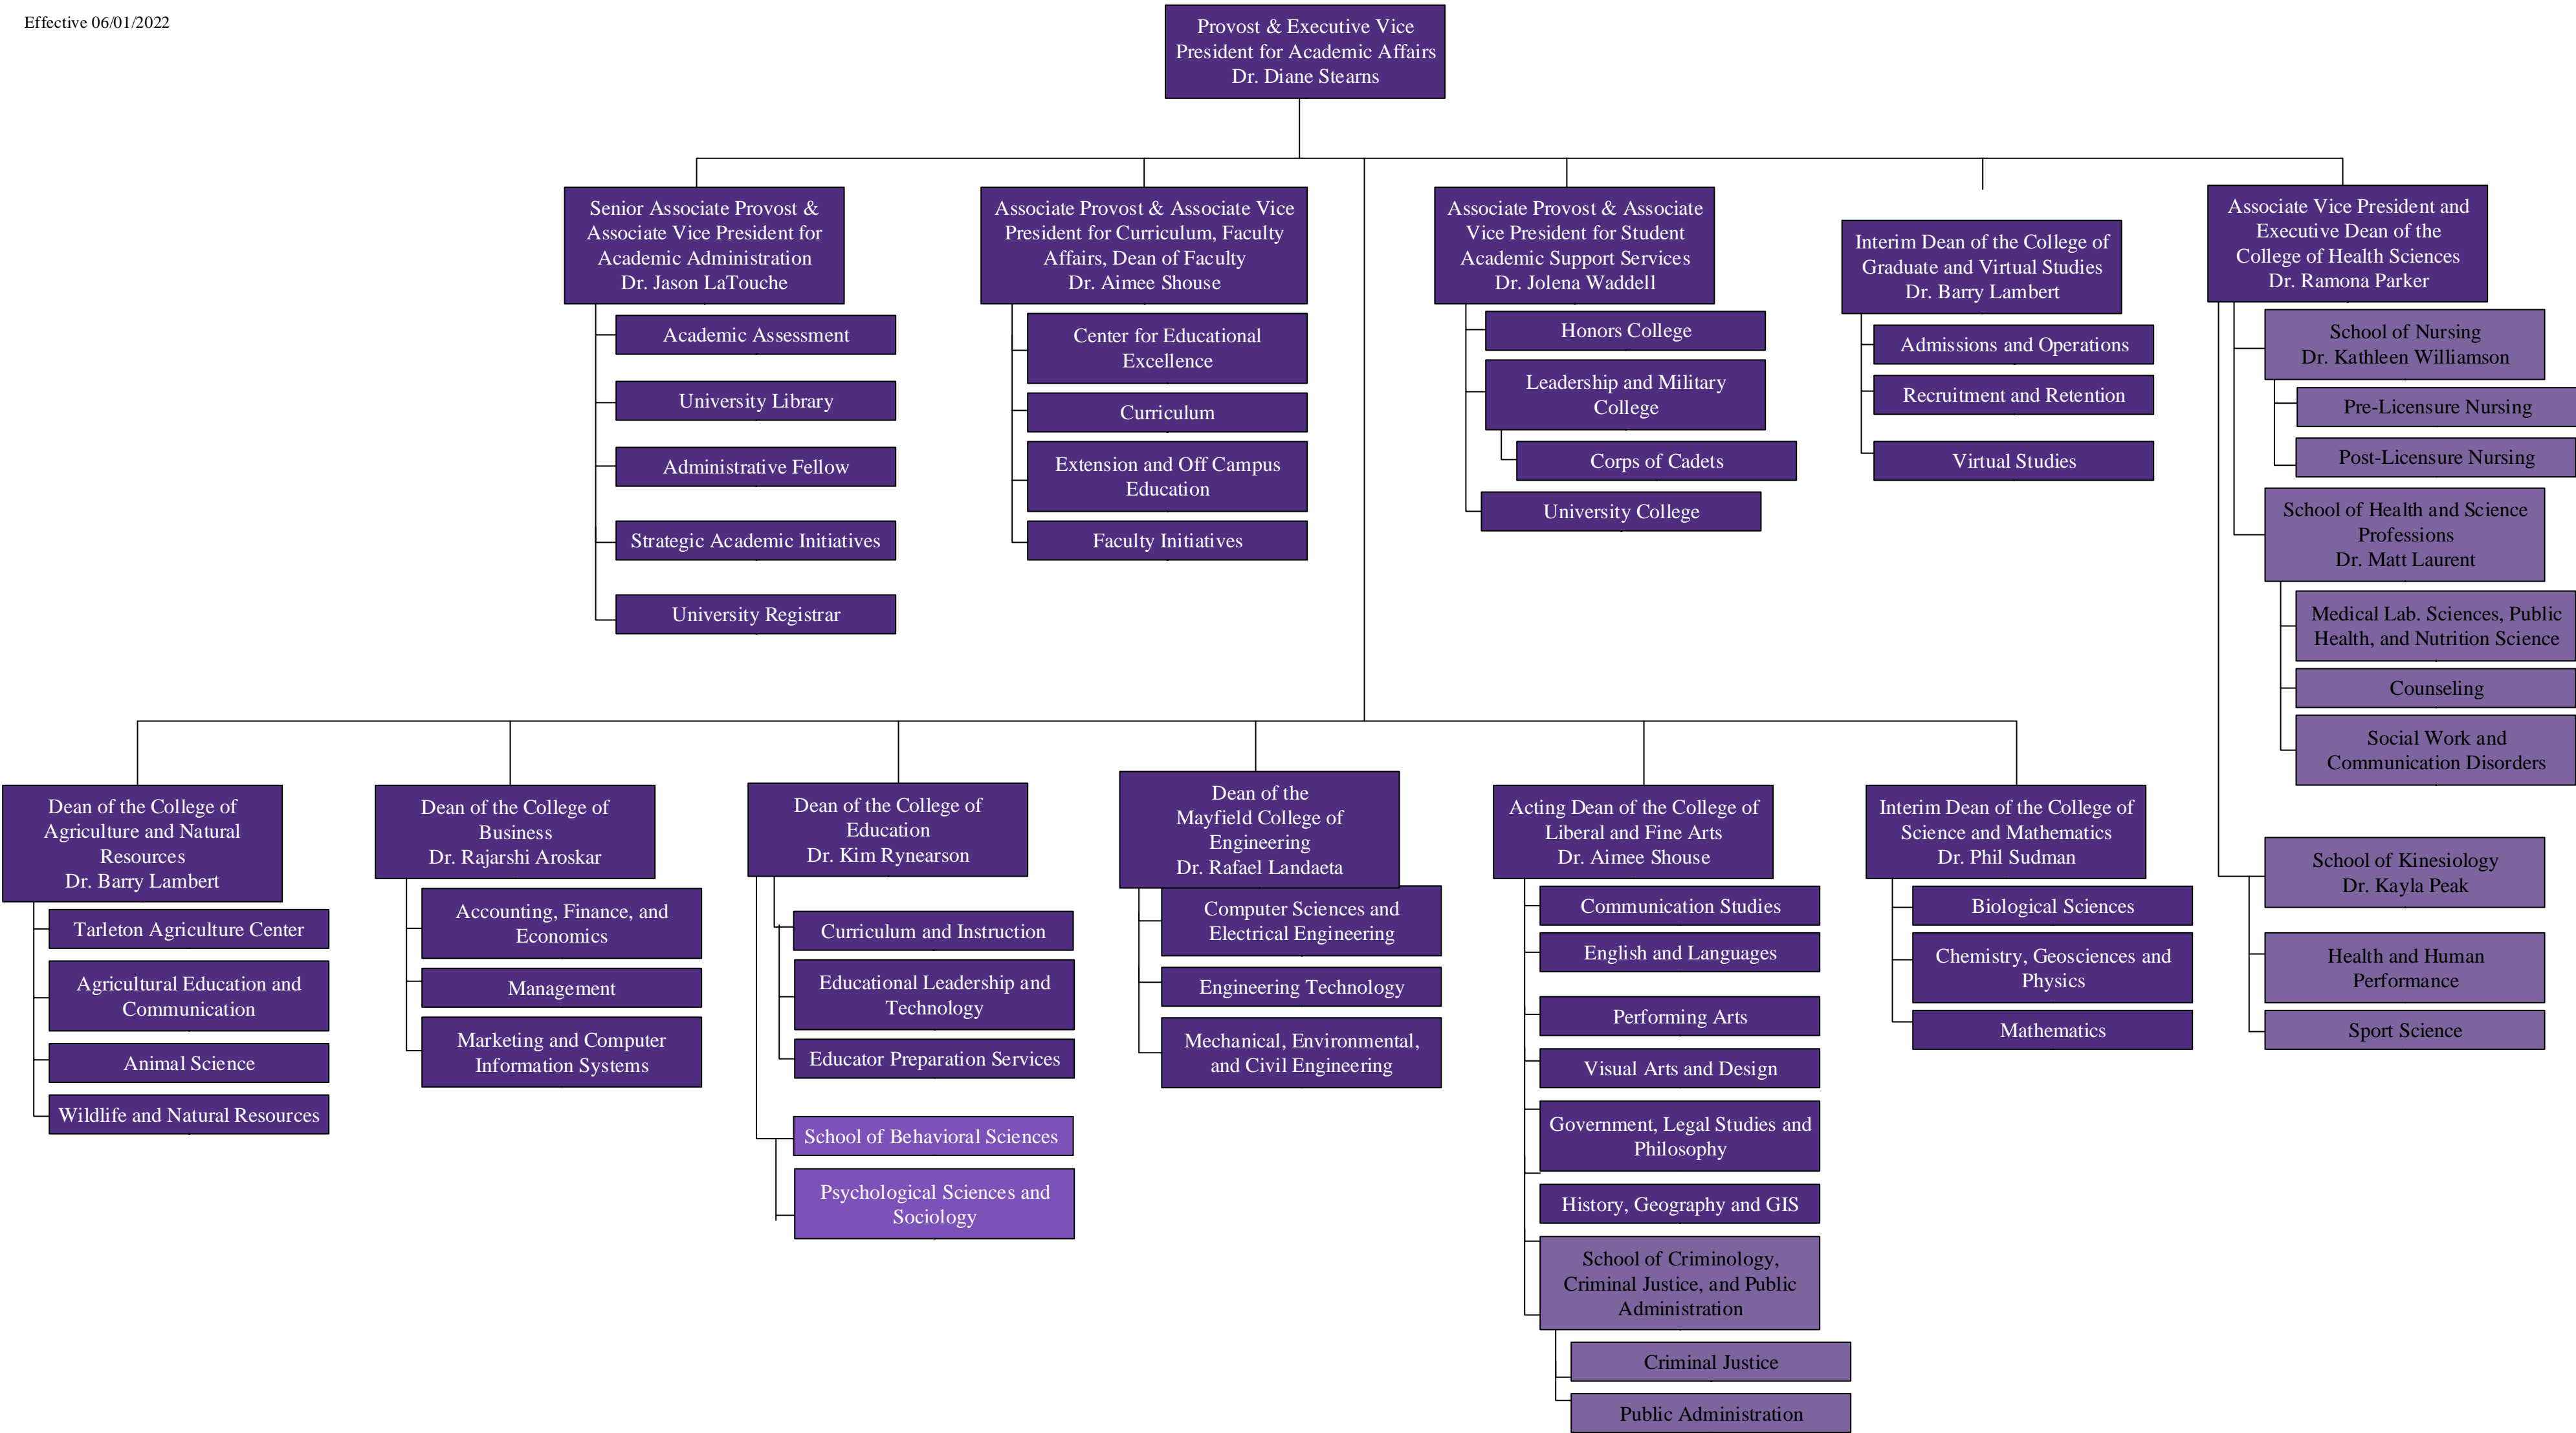 Effective 06/01/2022
Provost & Executive Vice
President for Academic Affairs
Dr. Diane Stearns
Senior Associate Provost &
Associate Vice President for
Academic Administration
Dr. Jason LaTouche
Academic Assessment
University Library
Administrative Fellow
Strategic Academic Initiatives
University Registrar
Associate Provost & Associate Vice
President for Curriculum, Faculty
Affairs, Dean of Faculty
Dr. Aimee Shouse
Center for Educational
Excellence
Curriculum
Extension and Off Campus
Education
Faculty Initiatives
Associate Provost & Associate
Vice President for Student
Academic Support Services
Dr. Jolena Waddell
Honors College
Leadership and Military
College
Corps of Cadets
University College
Interim Dean of the College of
Graduate and Virtual Studies
Dr. Barry Lambert
Admissions and Operations
Recruitment and Retention
Virtual Studies
Associate Vice President and
Executive Dean of the
College of Health Sciences
Dr. Ramona Parker
School of Nursing
Dr. Kathleen Williamson
Pre-Licensure Nursing
Post-Licensure Nursing
School of Health and Science
Professions
Dr. Matt Laurent
Medical Lab. Sciences, Public
Health, and Nutrition Science
Counseling
Social Work and
Communication Disorders
School of Kinesiology
Dr. Kayla Peak
Health and Human
Performance
Sport Science
Dean of the College of
Agriculture and Natural
Resources
Dr. Barry Lambert
Tarleton Agriculture Center
Agricultural Education and
Communication
Animal Science
Wildlife and Natural Resources
Dean of the College of
Business
Dr. Rajarshi Aroskar
Accounting, Finance, and
Economics
Management
Marketing and Computer
Information Systems
Dean of the College of
Education
Dr. Kim Rynearson
Curriculum and Instruction
Educational Leadership and
Technology
Educator Preparation Services
School of Behavioral Sciences
Psychological Sciences and
Sociology
Dean of the
Mayfield College of
Engineering
Dr. Rafael Landaeta
Computer Sciences and
Electrical Engineering
Engineering Technology
Mechanical, Environmental,
and Civil Engineering
Acting Dean of the College of
Liberal and Fine Arts
Dr. Aimee Shouse
Communication Studies
English and Languages
Performing Arts
Visual Arts and Design
Government, Legal Studies and
Philosophy
History, Geography and GIS
School of Criminology,
Criminal Justice, and Public
Administration
Criminal Justice
Public Administration
Interim Dean of the College of
Science and Mathematics
Dr. Phil Sudman
Biological Sciences
Chemistry, Geosciences and
Physics
Mathematics